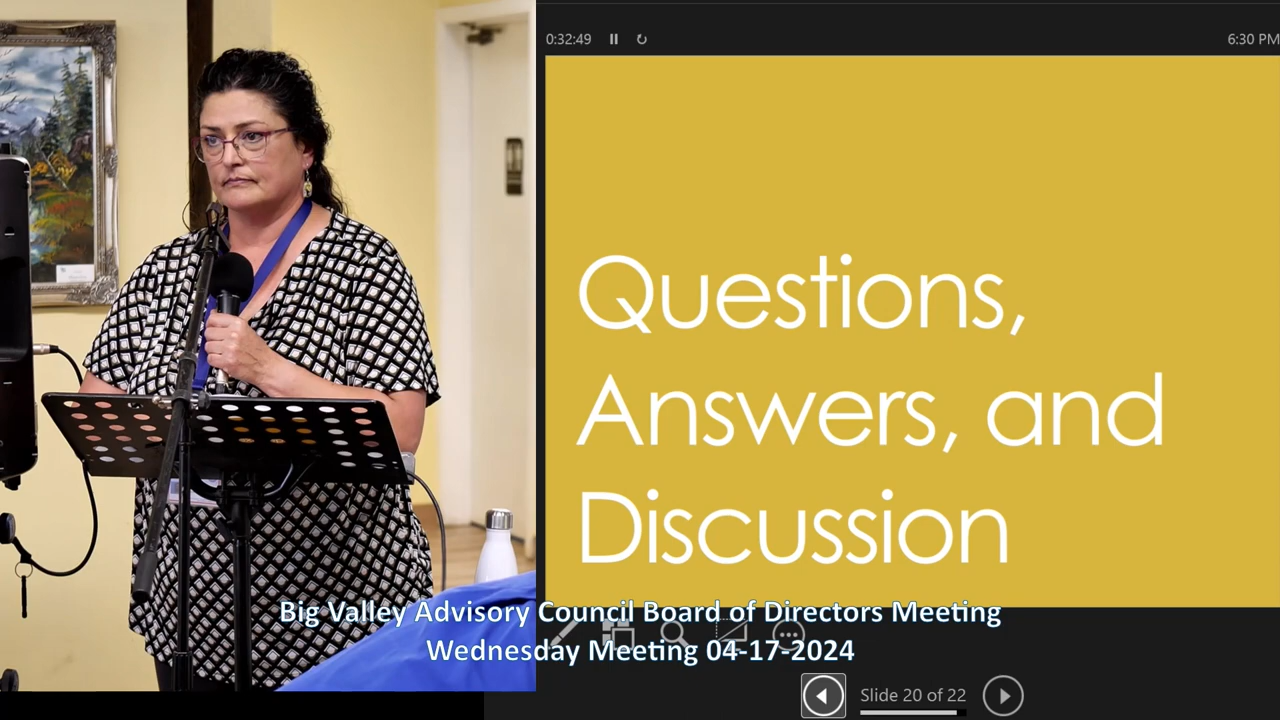 0:32:49
6:30 PM
Questions,
Answers, and
Discussion
Big Valley Advisory Council Board of Directors Meeting
Wednesday Meeting 04-17-2024
Slide 20 of 22